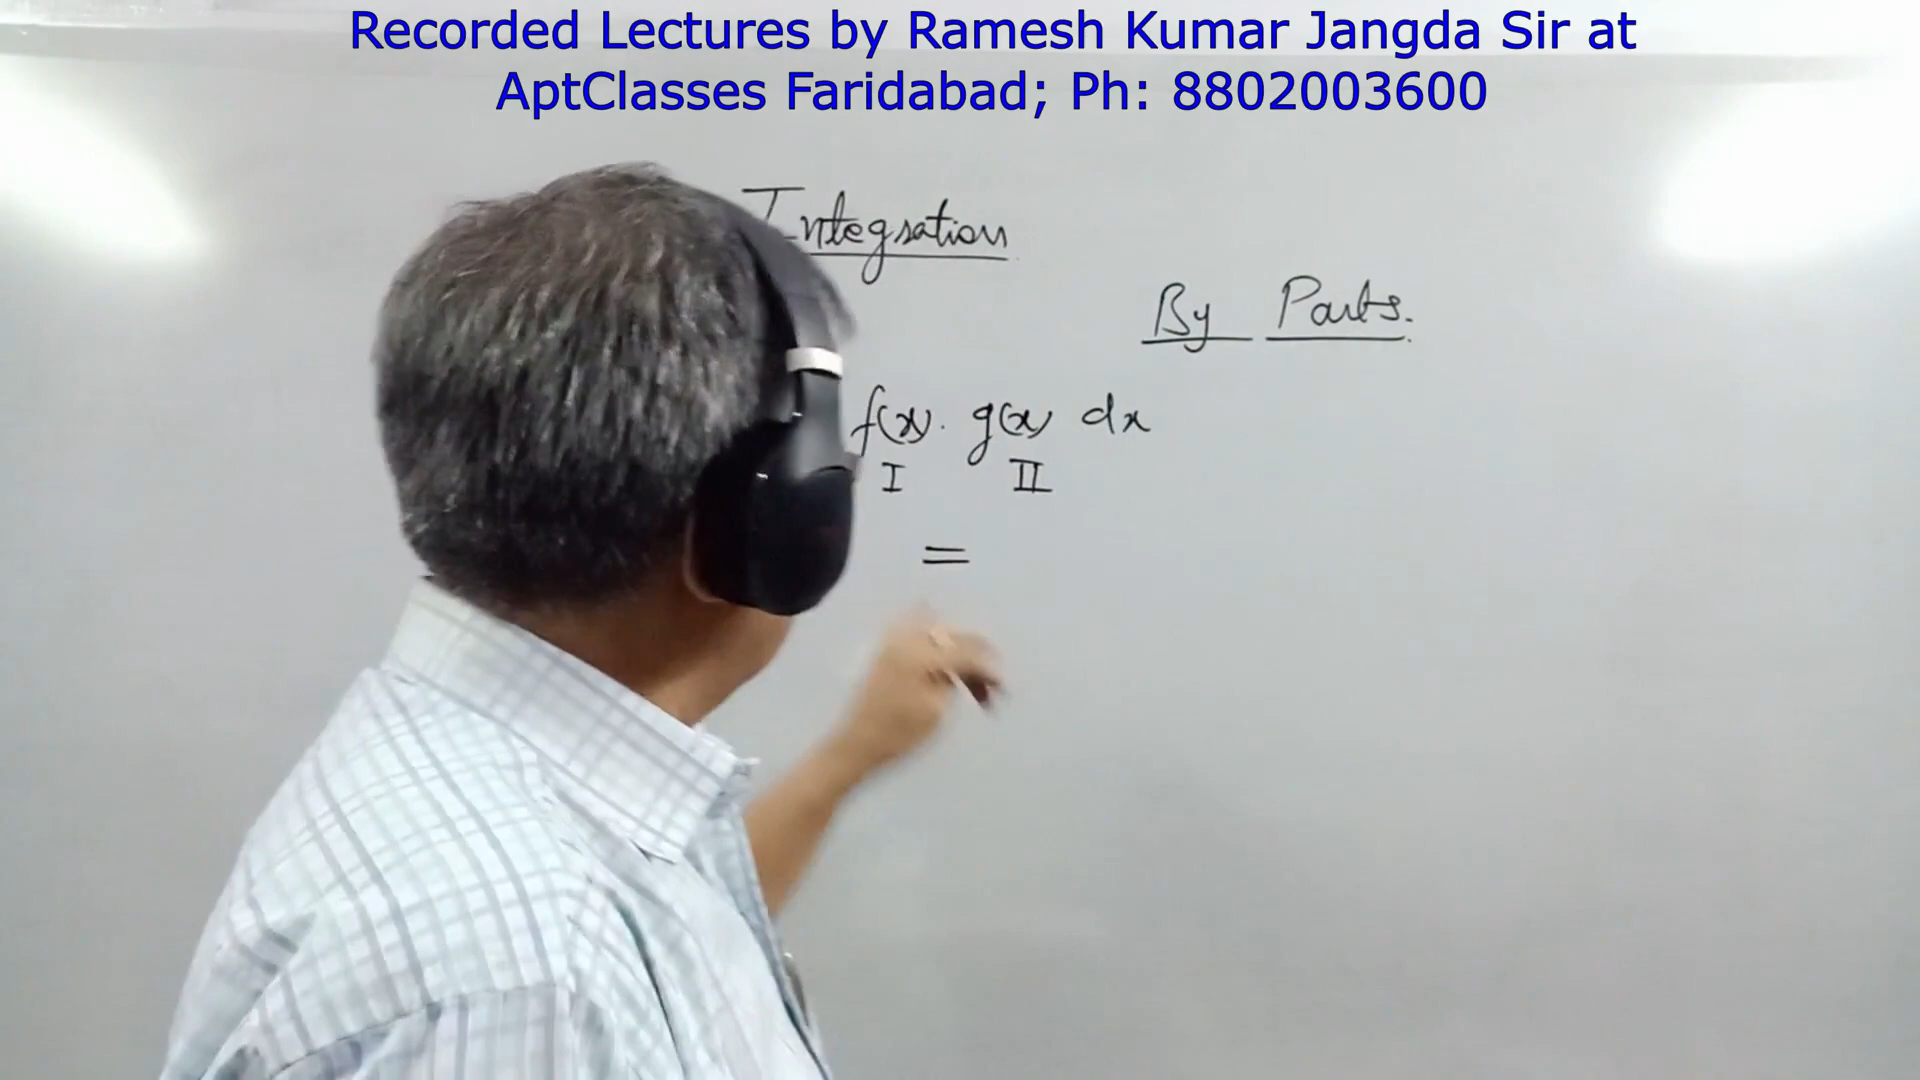 Recorded Lectures by Ramesh Kumar Jangda Sir at
AptClasses Faridabad; Ph: 8802003600
Integration
By Parts.
f(x). g(x) dx
I II
=